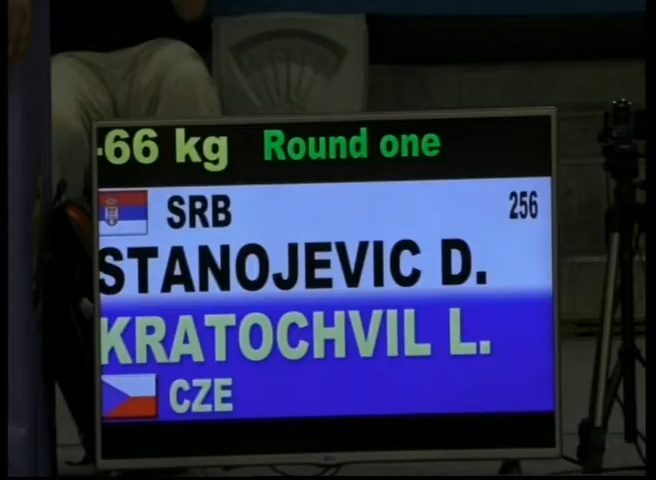 -66 kg Round one
SRB 256
STANOJEVIC D.
KRATOCHVIL L.
CZE